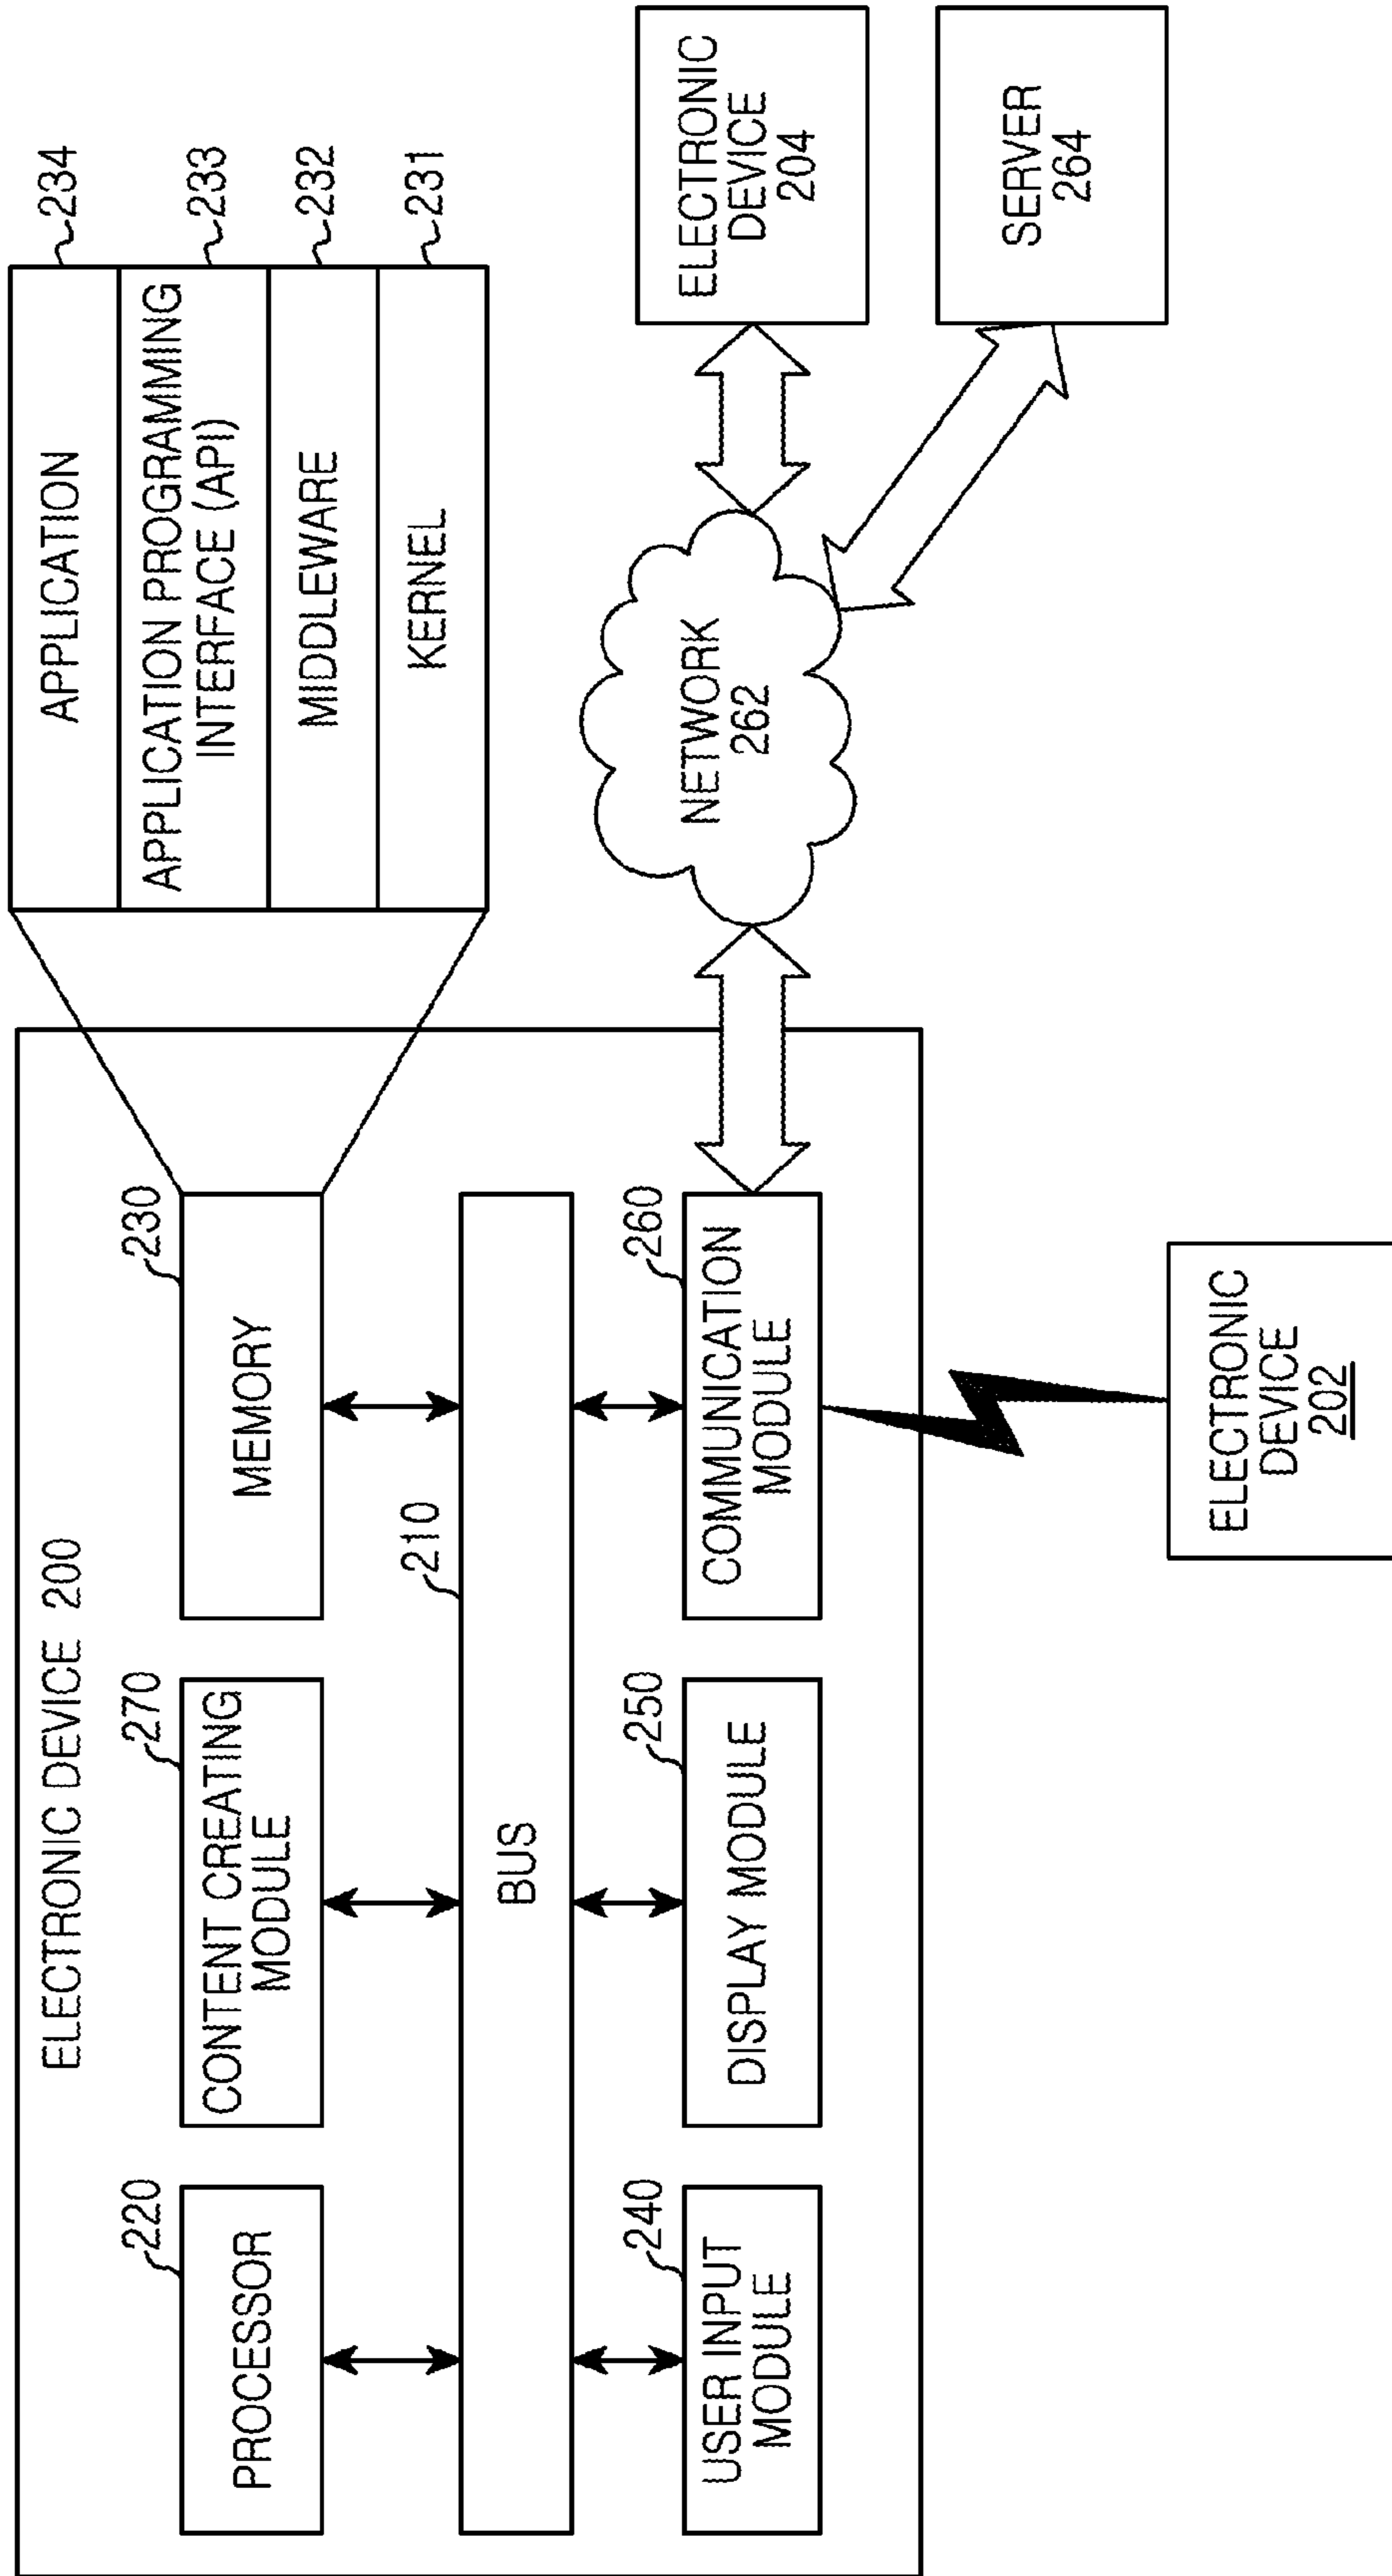 ELECTRONIC DEVICE 200
220
PROCESSOR
270
CONTENT CREATING
MODULE
230
MEMORY
210
BUS
240
USER INPUT
MODULE
250
DISPLAY MODULE
260
COMMUNICATION
MODULE
APPLICATION
234
APPLICATION PROGRAMMING
INTERFACE (API)
233
MIDDLEWARE
232
KERNEL
231
NETWORK
262
ELECTRONIC
DEVICE
204
SERVER
264
ELECTRONIC
DEVICE
202